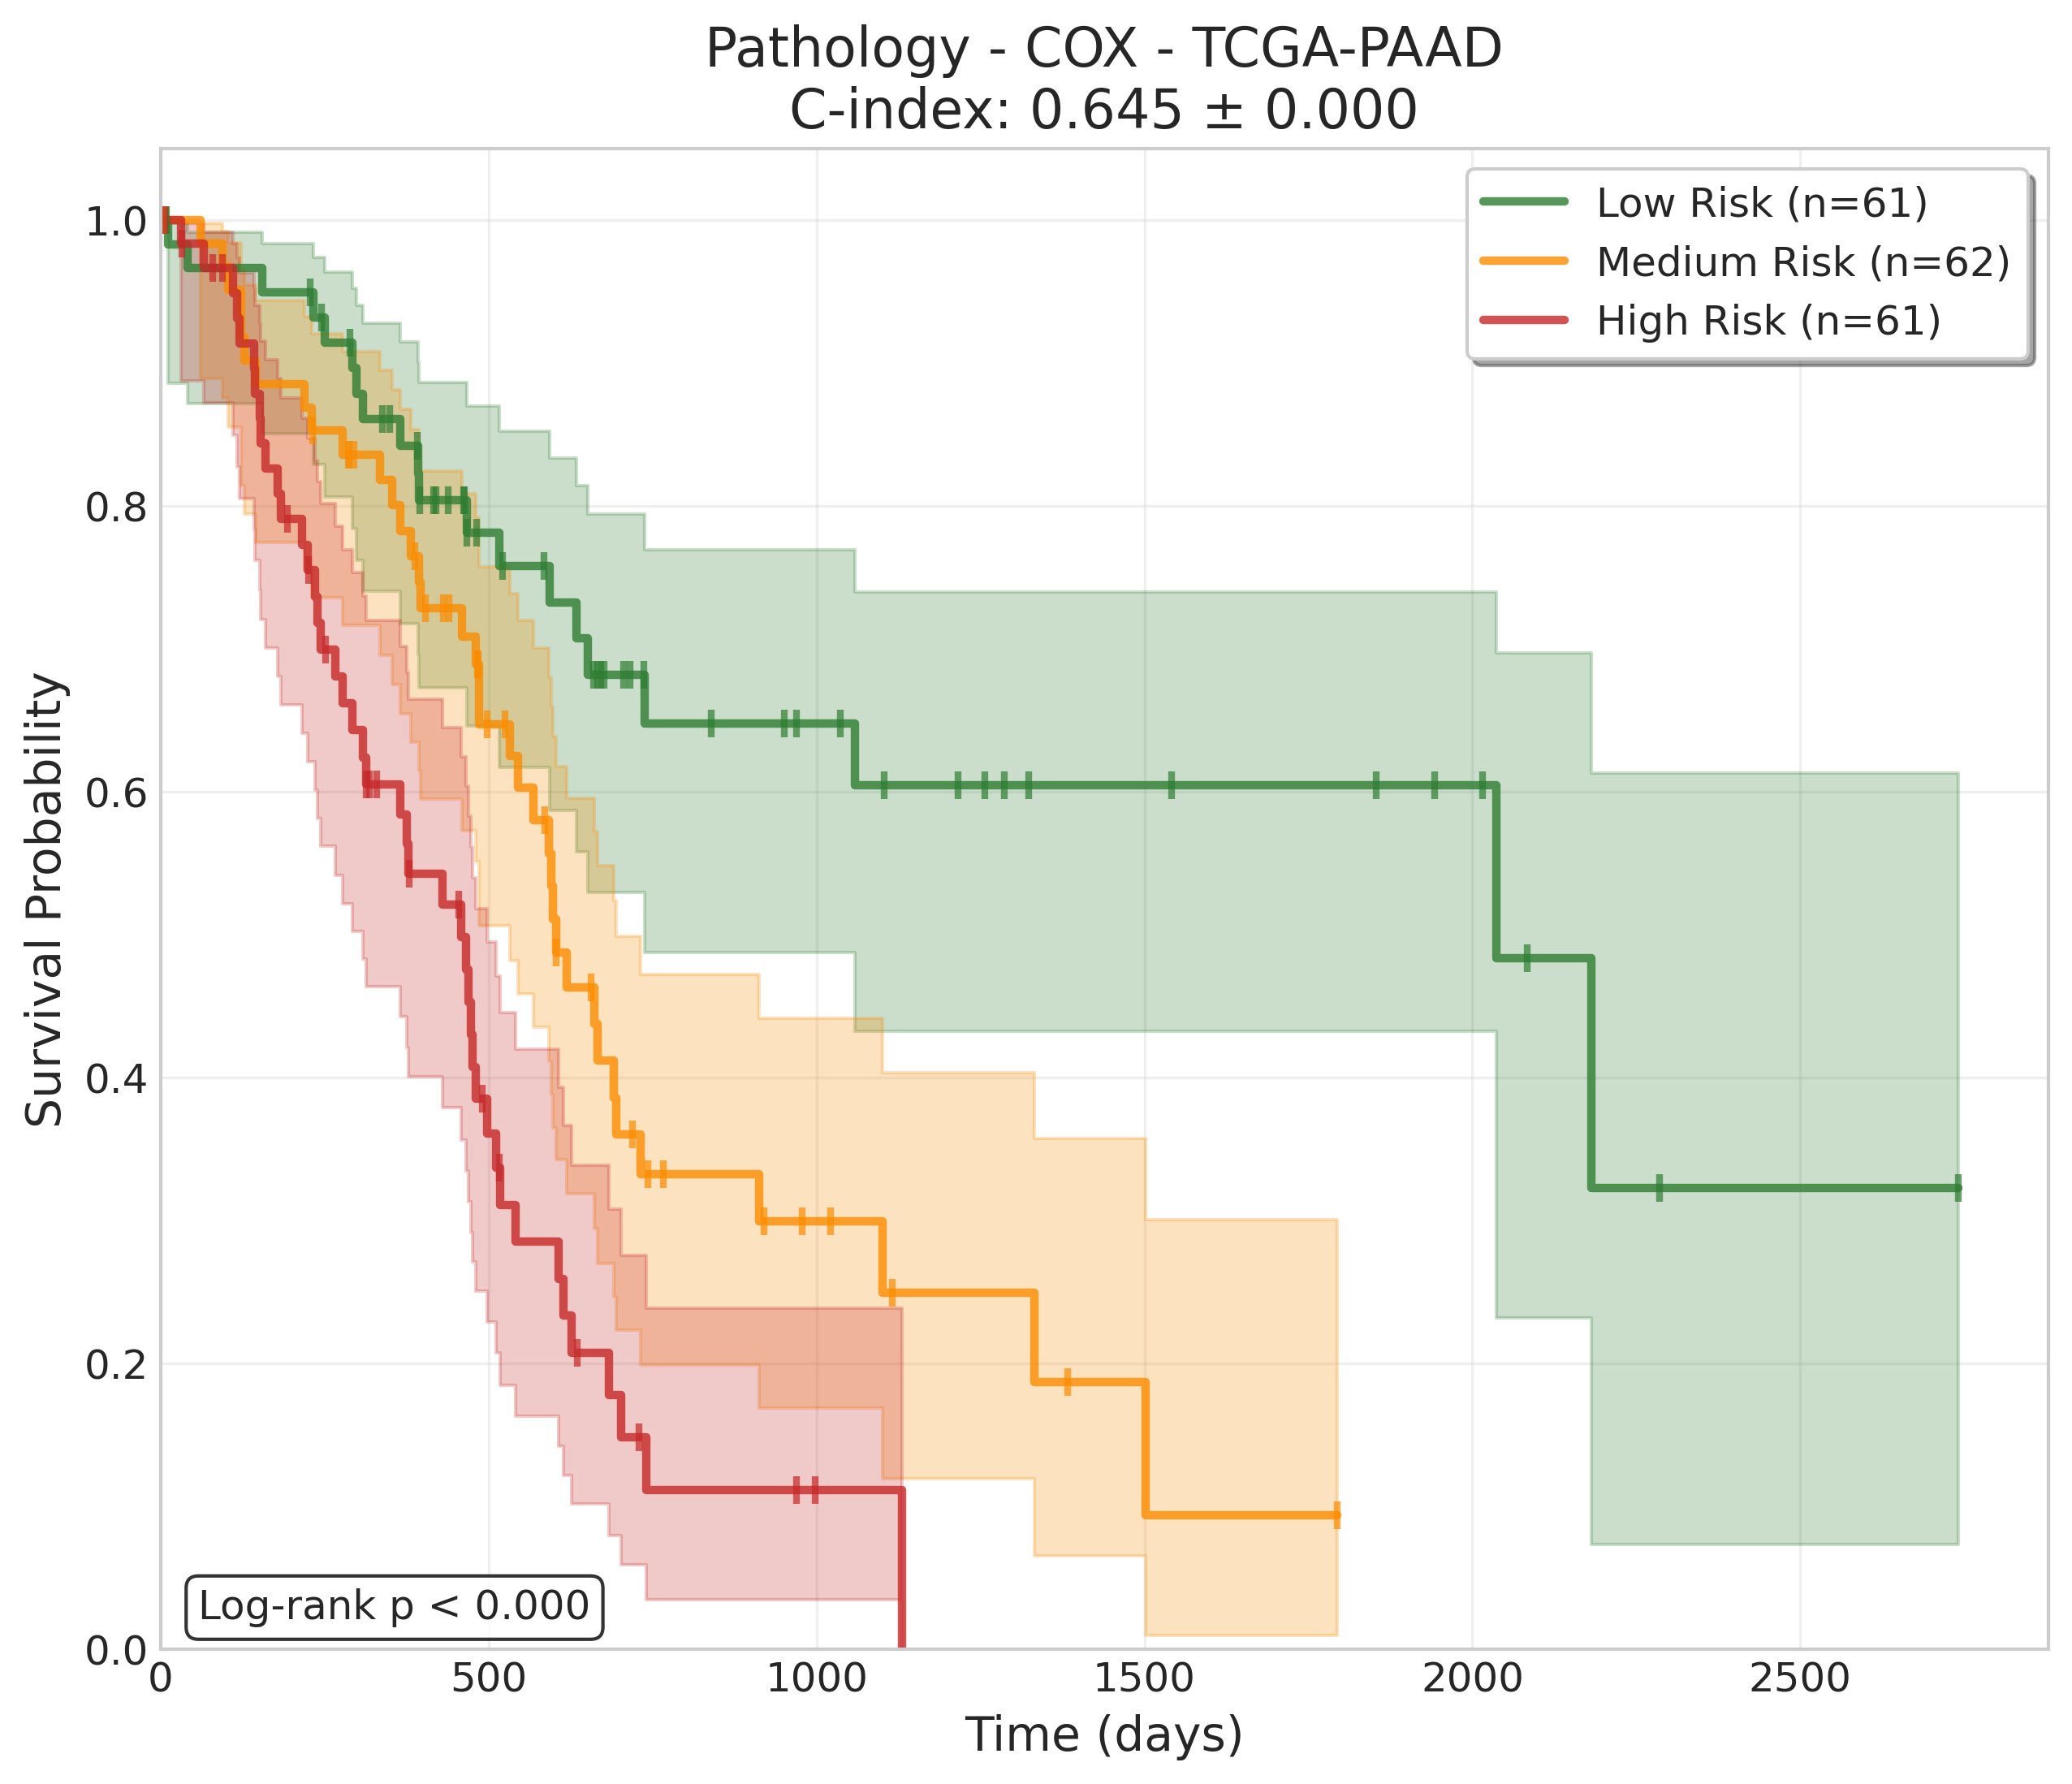 Pathology - COX - TCGA-PAAD
C-index: 0.645 ± 0.000
Low Risk (n=61)
Medium Risk (n=62)
High Risk (n=61)
Survival Probability
1.0
0.8
0.6
0.4
0.2
0.0
Log-rank p < 0.000
0 500 1000 1500 2000 2500
Time (days)